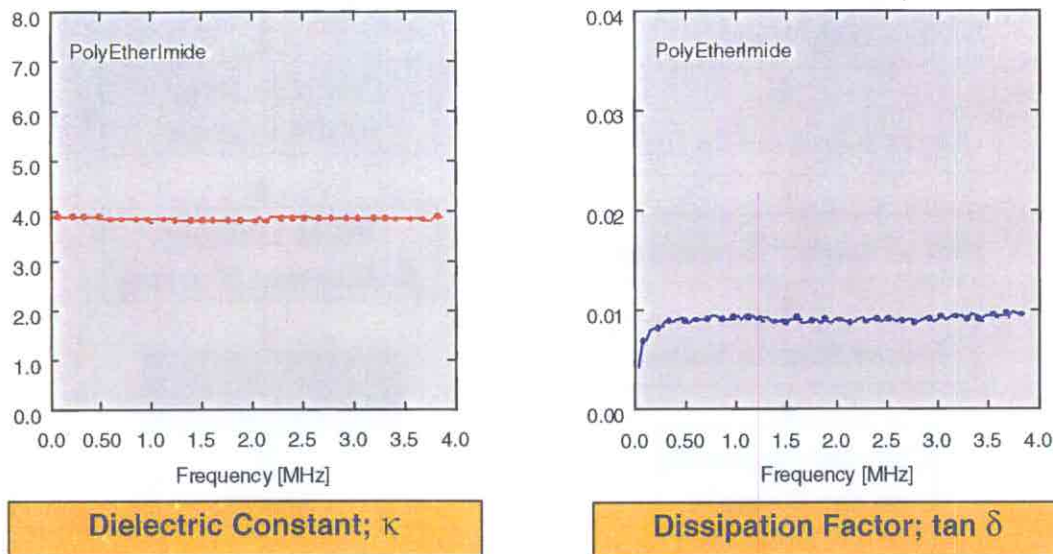 8.0
7.0
6.0
5.0
4.0
3.0
2.0
1.0
0.0
PolyEtherImide
0.0 0.50 1.0 1.5 2.0 2.5 3.0 3.5 4.0
Frequency [MHz]
Dielectric Constant; κ
0.04
0.03
0.02
0.01
0.00
PolyEtherImide
0.0 0.50 1.0 1.5 2.0 2.5 3.0 3.5 4.0
Frequency [MHz]
Dissipation Factor; tan δ